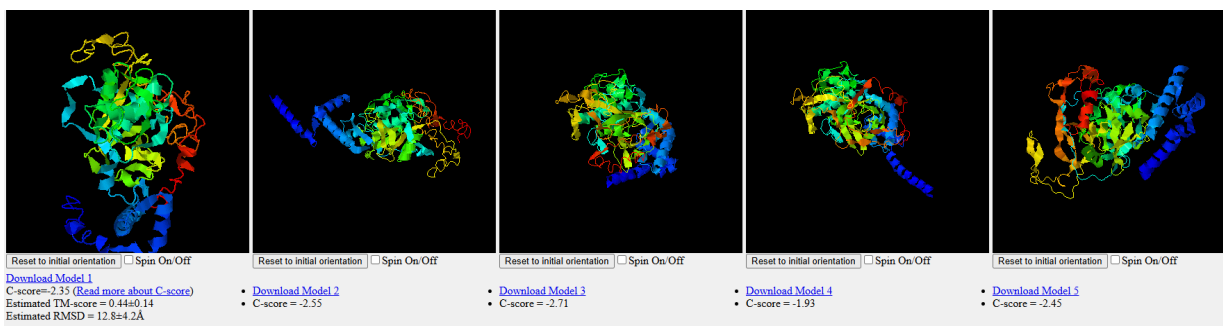 Reset to initial orientation Spin On/Off
Reset to initial orientation Spin On/Off
Reset to initial orientation Spin On/Off
Reset to initial orientation Spin On/Off
Reset to initial orientation Spin On/Off
Download Model 1
C-score=-2.35 (Read more about C-score)
Estimated TM-score = 0.44±0.14
Estimated RMSD = 12.8±4.2Å
• Download Model 2
• C-score = -2.55
• Download Model 3
• C-score = -2.71
• Download Model 4
• C-score = -1.93
• Download Model 5
• C-score = -2.45